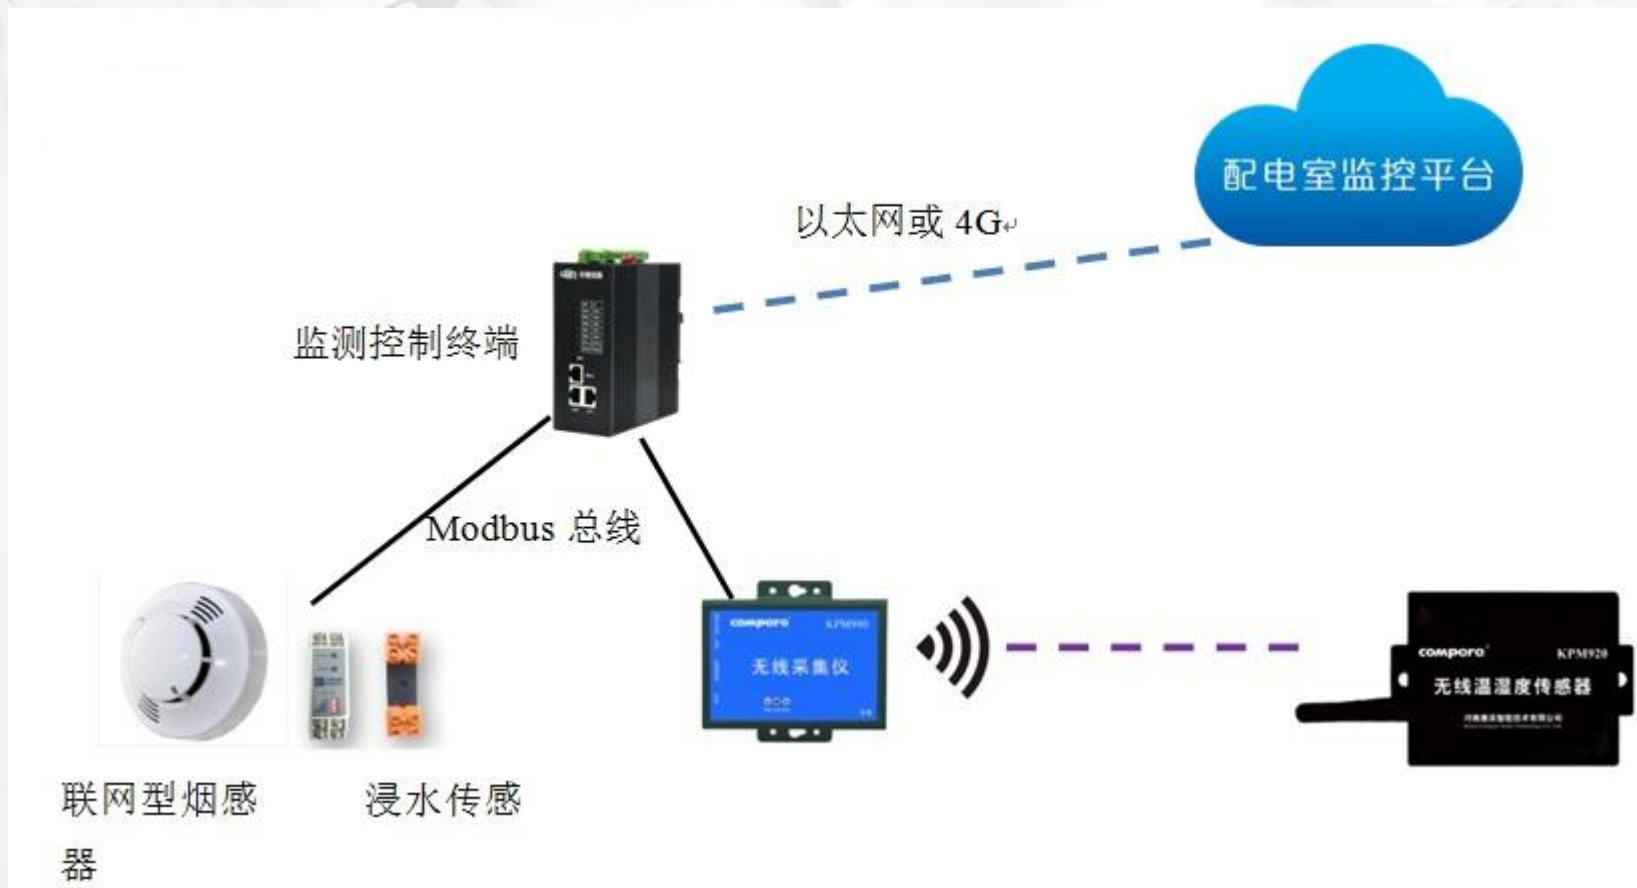 配电室监控平台
以太网或 4G
监测控制终端
Modbus 总线
compere
KPM920
无线采集仪
无线温湿度传感器
联网型烟感
器
浸水传感